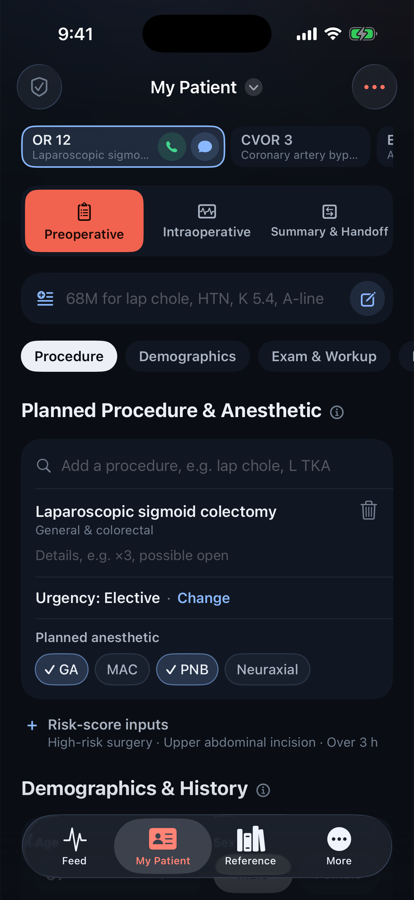 9:41
My Patient
OR 12
Laparoscopic sigmo...
CVOR 3
Coronary artery byp...
E
A
Preoperative
Intraoperative
Summary & Handoff
68M for lap chole, HTN, K 5.4, A-line
Procedure
Demographics
Exam & Workup
Planned Procedure & Anesthetic
Add a procedure, e.g. lap chole, L TKA
Laparoscopic sigmoid colectomy
General & colorectal
Details, e.g. ×3, possible open
Urgency: Elective · Change
Planned anesthetic
✓ GA
MAC
✓ PNB
Neuraxial
+ Risk-score inputs
High-risk surgery · Upper abdominal incision · Over 3 h
Demographics & History
Age
Feed
My Patient
Reference
More